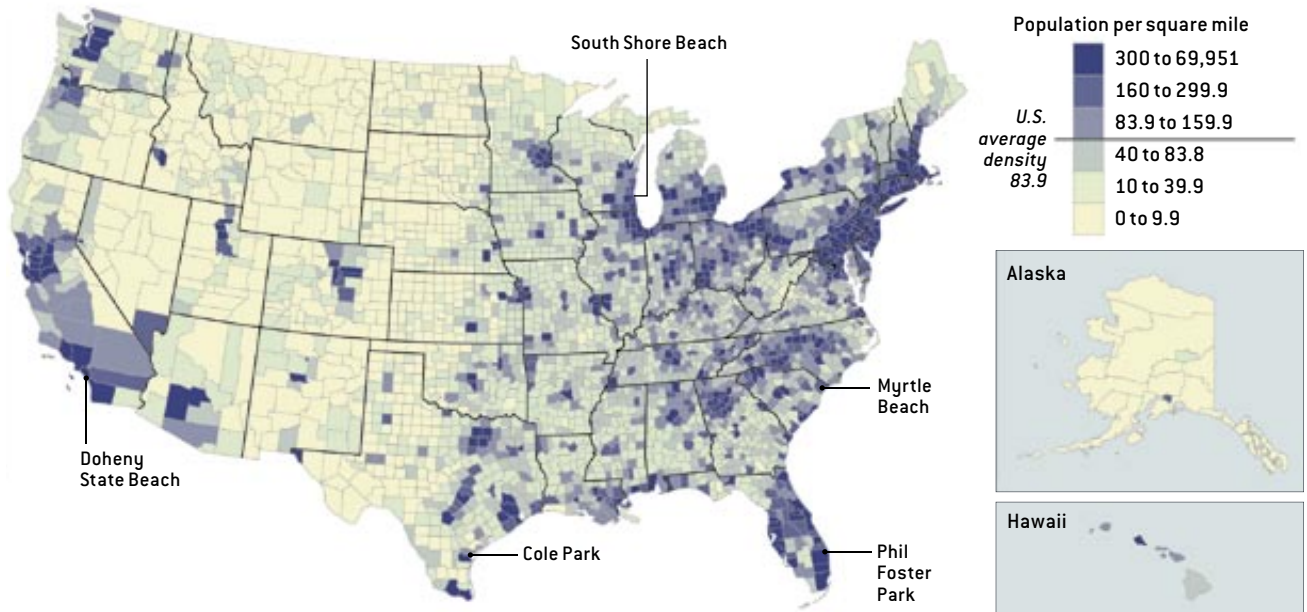 South Shore Beach
Population per square mile
300 to 69,951
160 to 299.9
83.9 to 159.9
40 to 83.8
10 to 39.9
0 to 9.9
U.S.
average
density
83.9
Alaska
Hawaii
Myrtle
Beach
Doheny
State Beach
Cole Park
Phil
Foster
Park